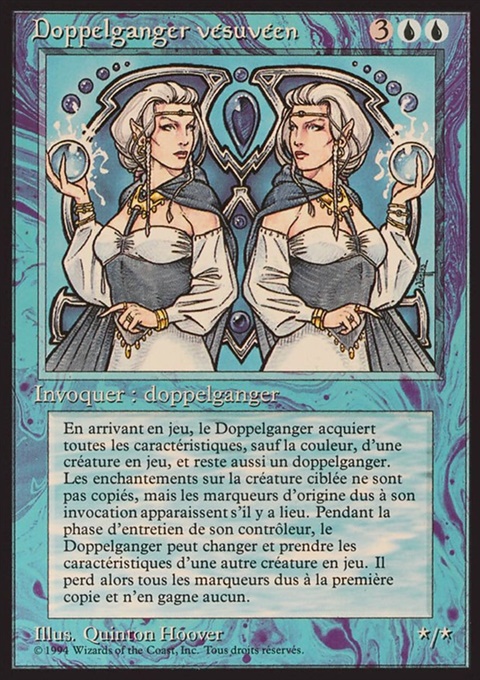 Doppelganger vésuvéen 3
Invoquer : doppelganger
En arrivant en jeu, le Doppelganger acquiert
toutes les caractéristiques, sauf la couleur, d'une
créature en jeu, et reste aussi un doppelganger.
Les enchantements sur la créature ciblée ne sont
pas copiés, mais les marqueurs d'origine dus à son
invocation apparaissent s'il y a lieu. Pendant la
phase d'entretien de son contrôleur, le
Doppelganger peut changer et prendre les
caractéristiques d'une autre créature en jeu. Il
perd alors tous les marqueurs dus à la première
copie et n'en gagne aucun.
Illus. Quinton Hoover */*
© 1994 Wizards of the Coast, Inc. Tous droits réservés.